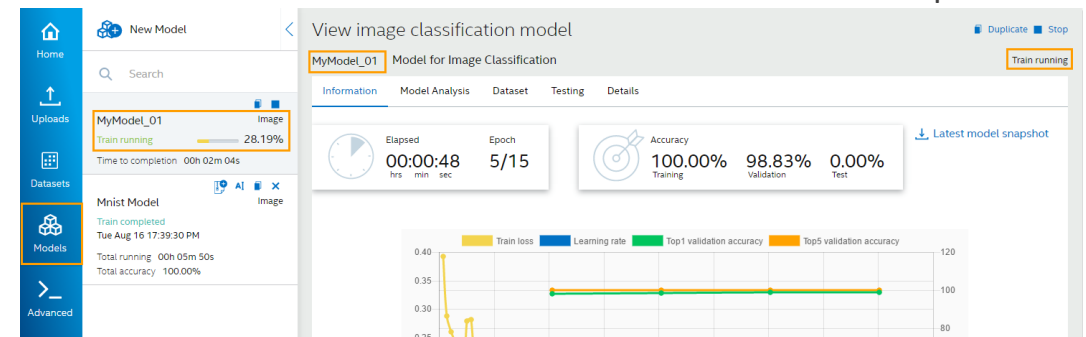 Home
Uploads
Datasets
Models
Advanced
New Model
Search
MyModel_01 Image
Train running 28.19%
Time to completion 00h 02m 04s
Mnist Model Image
Train completed
Tue Aug 16 17:39:30 PM
Total running 00h 05m 50s
Total accuracy 100.00%
View image classification model
Duplicate Stop
MyModel_01 Model for Image Classification Train running
Information Model Analysis Dataset Testing Details
Elapsed Epoch
00:00:48 5/15
hrs min sec
Accuracy
100.00% 98.83% 0.00%
Training Validation Test
Latest model snapshot
Train loss Learning rate Top1 validation accuracy Top5 validation accuracy
0.40 120
0.35 100
0.30 80